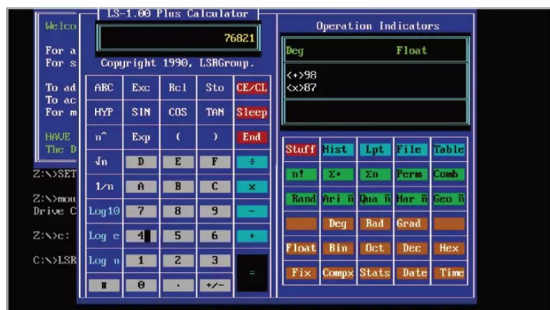 Welco
For a
For s
To ad
To ac
For m
HAVE
The D
Z:\>SET
Z:\>mou
Drive C
Z:\>c:
C:\>LSR
LS-1.00 Plus Calculator
76821
Copyright 1990, LSRGroup.
ARC Exc Rcl Sto CE/CL
HYP SIN COS TAN Sleep
n^ Exp ( ) End
√n D E F ÷
1/n A B C x
Log10 7 8 9 -
Log e 4 5 6 +
Log n 1 2 3 =
π 0 . +/-
Operation Indicators
Deg Float
<+>98
<x>87
Stuff Hist Lpt File Table
n! Σ+ Σn Perm Comb
Rand Ari ñ Qua ñ Har ñ Geo ñ
Deg Rad Grad
Float Bin Oct Dec Hex
Fix Compx Stats Date Time